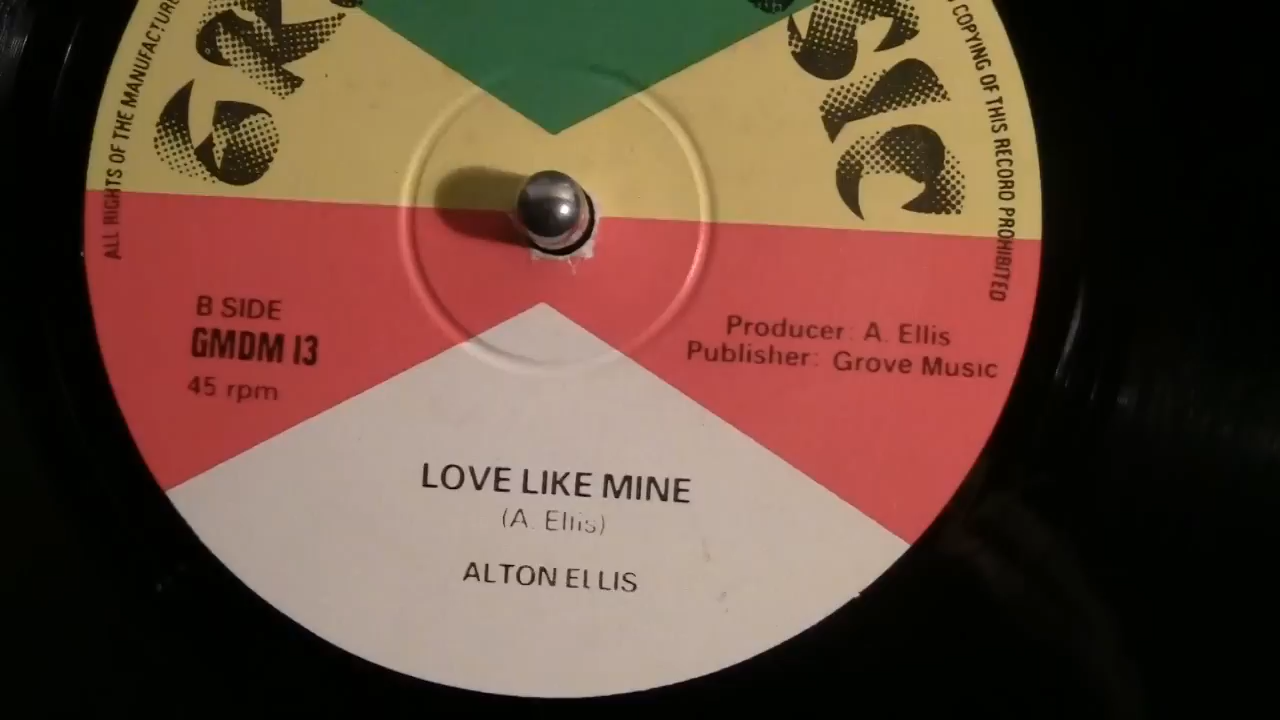 ALL RIGHTS OF THE MANUFACTURE
COPYING OF THIS RECORD PROHIBITED
B SIDE
GMDM 13
45 rpm
Producer: A. Ellis
Publisher: Grove Music
LOVE LIKE MINE
(A. Ellis)
ALTON ELLIS